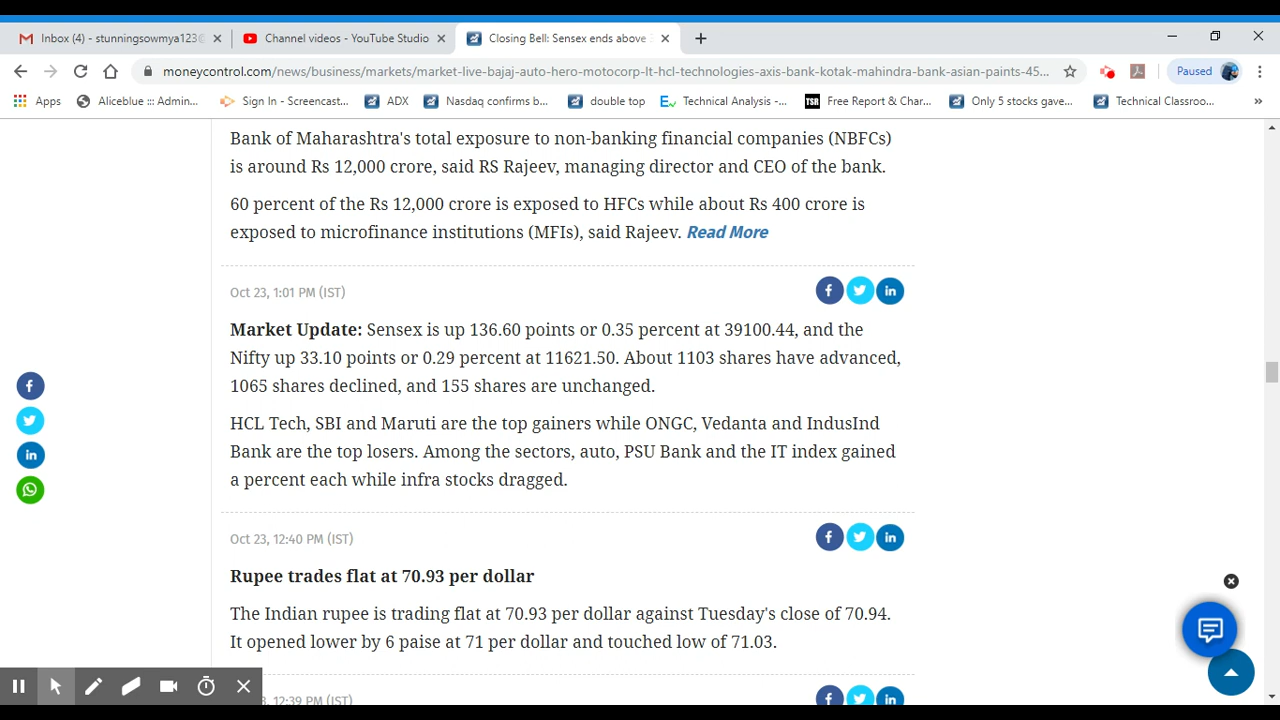 Inbox (4) - stunningsowmya123@
Channel videos - YouTube Studio
Closing Bell: Sensex ends above
moneycontrol.com/news/business/markets/market-live-bajaj-auto-hero-motocorp-lt-hcl-technologies-axis-bank-kotak-mahindra-bank-asian-paints-45...
Paused
Apps
Aliceblue ::: Admin...
Sign In - Screencast...
ADX
Nasdaq confirms b...
double top
Technical Analysis -...
TSR
Free Report & Char...
Only 5 stocks gave...
Technical Classroo...
»
Bank of Maharashtra's total exposure to non-banking financial companies (NBFCs)
is around Rs 12,000 crore, said RS Rajeev, managing director and CEO of the bank.
60 percent of the Rs 12,000 crore is exposed to HFCs while about Rs 400 crore is
exposed to microfinance institutions (MFIs), said Rajeev. Read More
Oct 23, 1:01 PM (IST)
Market Update: Sensex is up 136.60 points or 0.35 percent at 39100.44, and the
Nifty up 33.10 points or 0.29 percent at 11621.50. About 1103 shares have advanced,
1065 shares declined, and 155 shares are unchanged.
HCL Tech, SBI and Maruti are the top gainers while ONGC, Vedanta and IndusInd
Bank are the top losers. Among the sectors, auto, PSU Bank and the IT index gained
a percent each while infra stocks dragged.
Oct 23, 12:40 PM (IST)
Rupee trades flat at 70.93 per dollar
The Indian rupee is trading flat at 70.93 per dollar against Tuesday's close of 70.94.
It opened lower by 6 paise at 71 per dollar and touched low of 71.03.
3, 12:39 PM (IST)